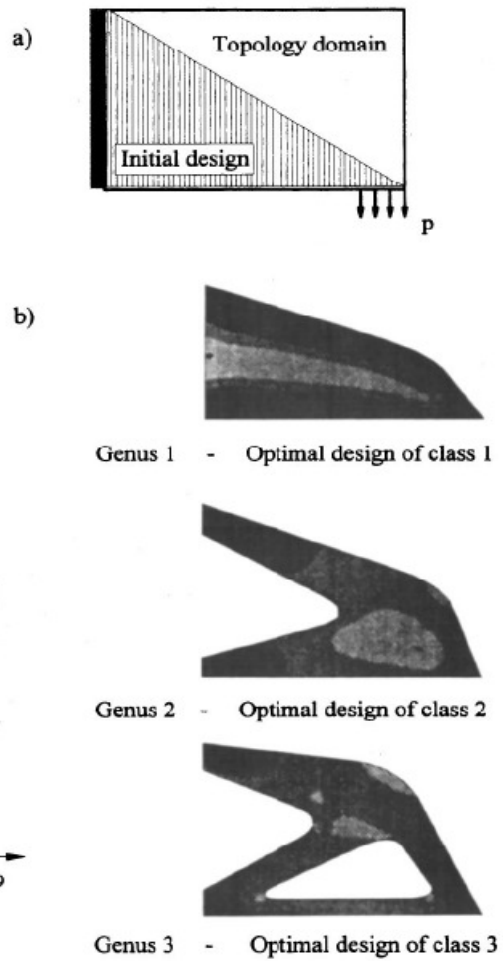 a)
Topology domain
Initial design
p
b)
Genus 1 - Optimal design of class 1
Genus 2 - Optimal design of class 2
Genus 3 - Optimal design of class 3